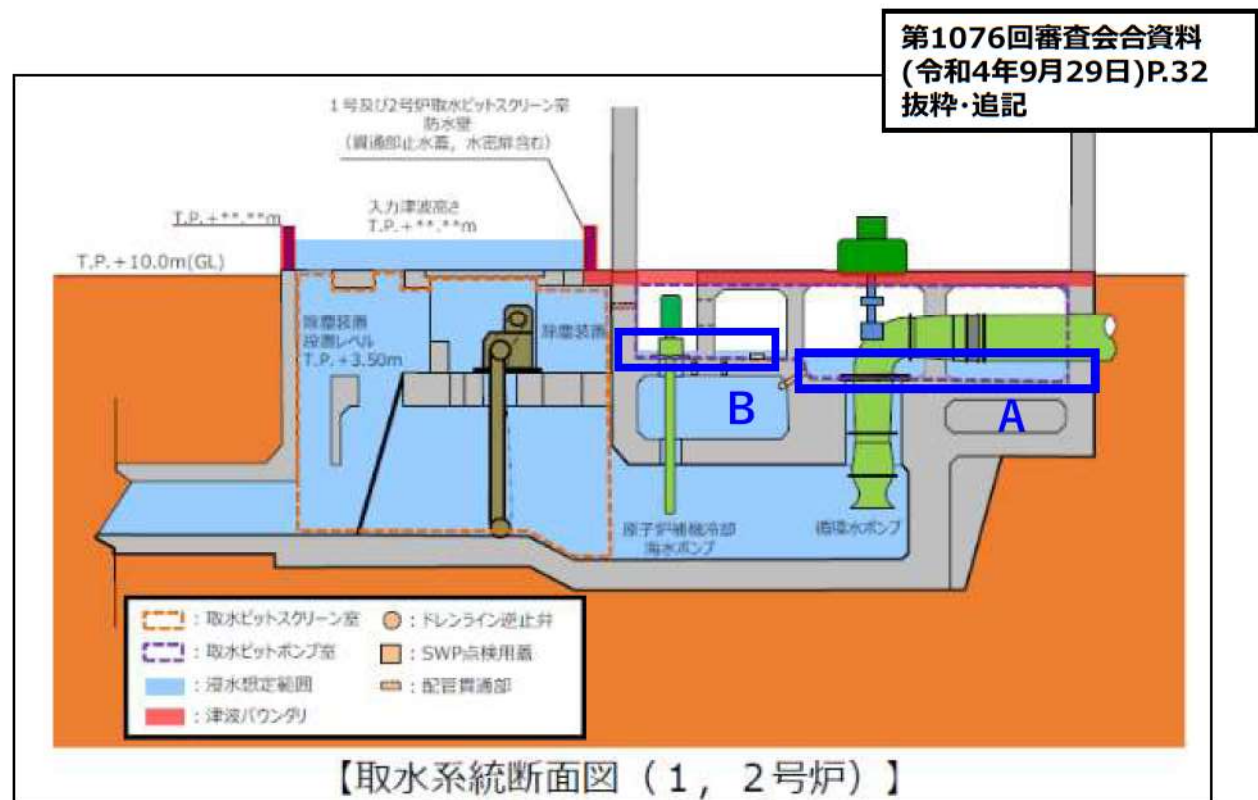 第1076回審査会合資料
(令和4年9月29日)P.32
抜粋・追記
1号及び2号炉取水ピットスクリーン室
防水壁
(貫通部止水蓋,水密扉含む)
T.P.+**.**m
入力津波高さ
T.P.+**.**m
T.P.+10.0m(GL)
除塵装置
設置レベル
T.P.+3.50m
除塵装置
B
A
原子炉補機冷却
海水ポンプ
循環水ポンプ
:取水ピットスクリーン室
:ドレンライン逆止弁
:取水ピットポンプ室
:SWP点検用蓋
:浸水想定範囲
:配管貫通部
:津波バウンダリ
【取水系統断面図(1,2号炉)】